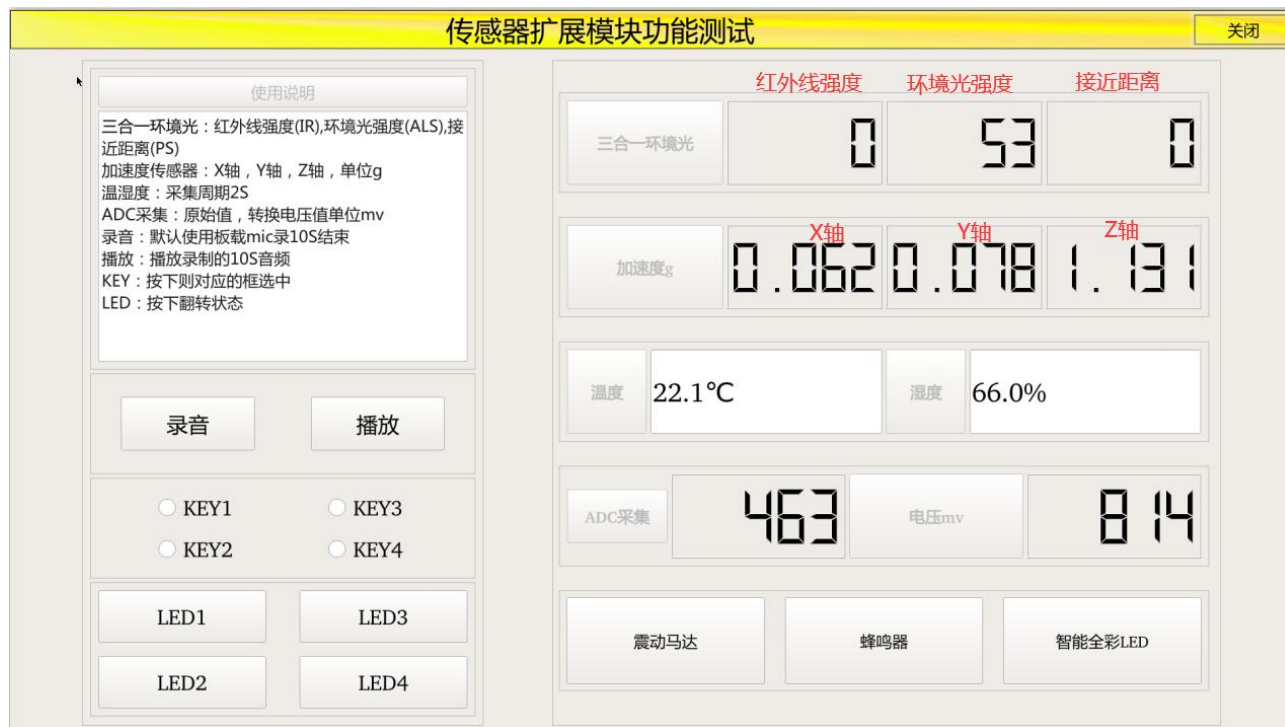 传感器扩展模块功能测试
关闭
使用说明
三合一环境光：红外线强度(IR),环境光强度(ALS),接
近距离(PS)
加速度传感器：X轴，Y轴，Z轴，单位g
温湿度：采集周期2S
ADC采集：原始值，转换电压值单位mv
录音：默认使用板载mic录10S结束
播放：播放录制的10S音频
KEY：按下则对应的框选中
LED：按下翻转状态
录音 播放
KEY1 KEY3
KEY2 KEY4
LED1 LED3
LED2 LED4
红外线强度 环境光强度 接近距离
三合一环境光 0 53 0
X轴 Y轴 Z轴
加速度g 0.062 0.078 1.131
温度 22.1℃ 湿度 66.0%
ADC采集 463 电压mv 814
震动马达 蜂鸣器 智能全彩LED